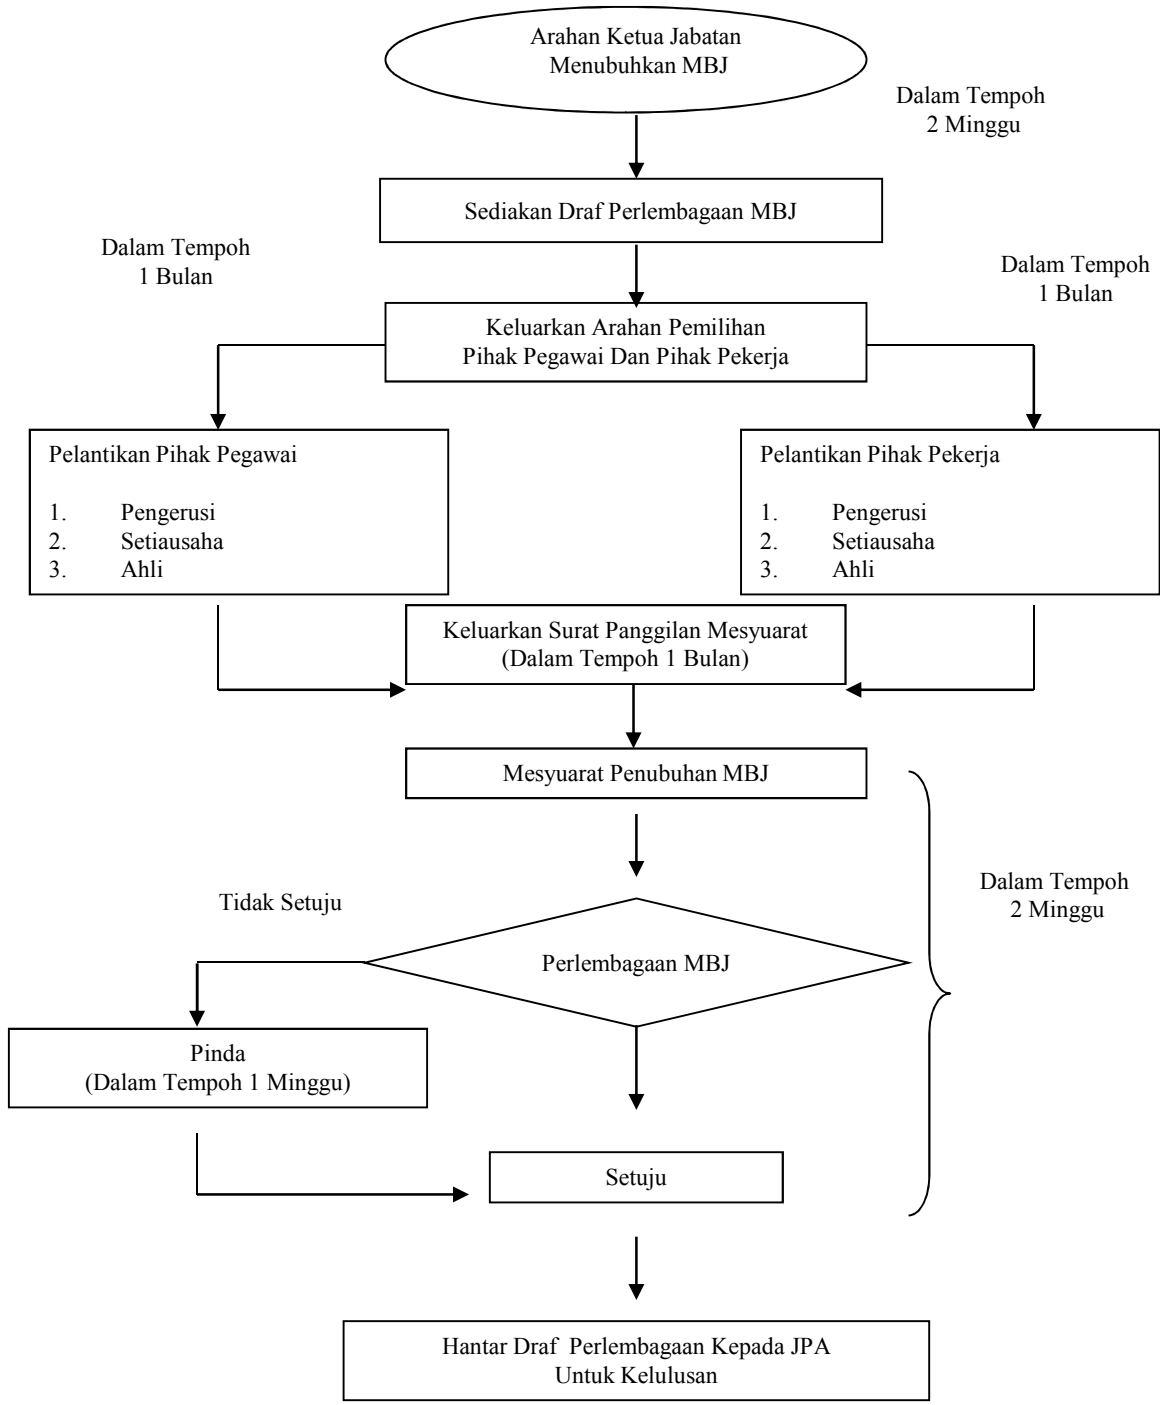 Arahan Ketua Jabatan
Menubuhkan MBJ
Dalam Tempoh
2 Minggu
Sediakan Draf Perlembagaan MBJ
Dalam Tempoh
1 Bulan
Dalam Tempoh
1 Bulan
Keluarkan Arahan Pemilihan
Pihak Pegawai Dan Pihak Pekerja
Pelantikan Pihak Pegawai
1. Pengerusi
2. Setiausaha
3. Ahli
Pelantikan Pihak Pekerja
1. Pengerusi
2. Setiausaha
3. Ahli
Keluarkan Surat Panggilan Mesyuarat
(Dalam Tempoh 1 Bulan)
Mesyuarat Penubuhan MBJ
Dalam Tempoh
2 Minggu
Tidak Setuju
Perlembagaan MBJ
Pinda
(Dalam Tempoh 1 Minggu)
Setuju
Hantar Draf Perlembagaan Kepada JPA
Untuk Kelulusan